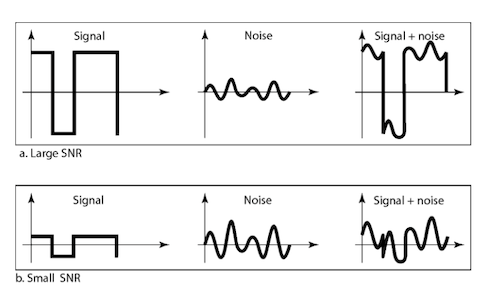 Signal
Noise
Signal + noise
a. Large SNR
Signal
Noise
Signal + noise
b. Small SNR